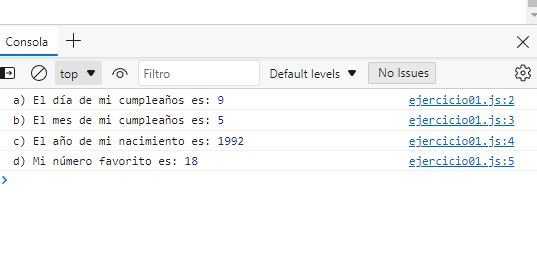 Consola
top Filtro Default levels No Issues
a) El día de mi cumpleaños es: 9 ejercicio01.js:2
b) El mes de mi cumpleaños es: 5 ejercicio01.js:3
c) El año de mi nacimiento es: 1992 ejercicio01.js:4
d) Mi número favorito es: 18 ejercicio01.js:5